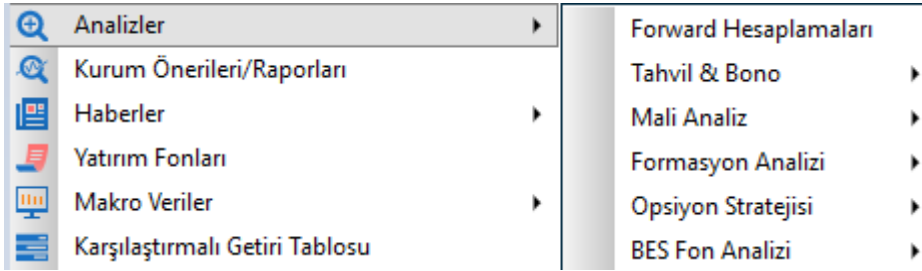 Analizler
Kurum Önerileri/Raporları
Haberler
Yatırım Fonları
Makro Veriler
Karşılaştırmalı Getiri Tablosu
Forward Hesaplamaları
Tahvil & Bono
Mali Analiz
Formasyon Analizi
Opsiyon Stratejisi
BES Fon Analizi